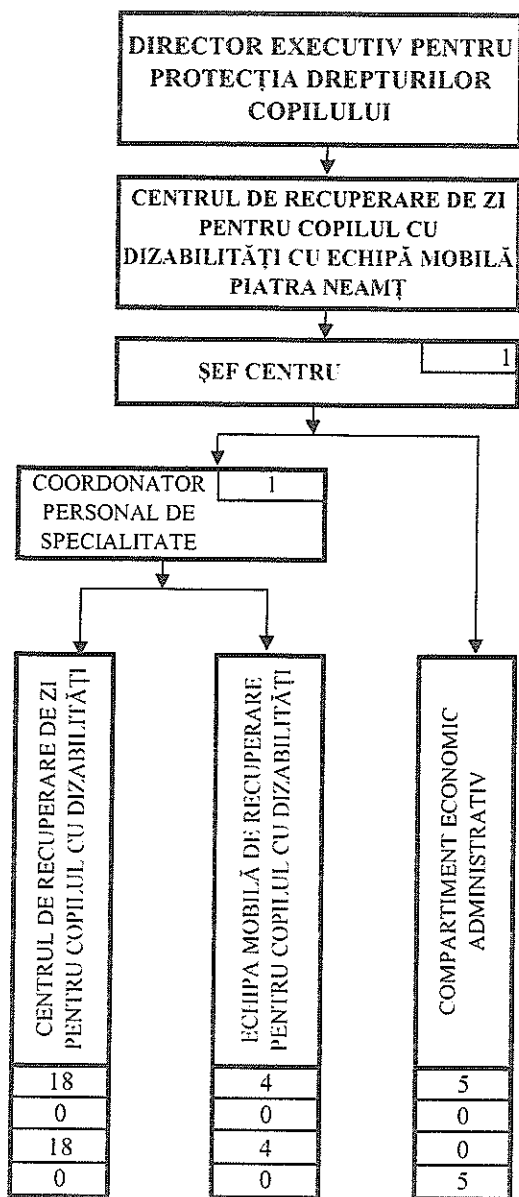 DIRECTOR EXECUTIV PENTRU
PROTECȚIA DREPTURILOR
COPILULUI
CENTRUL DE RECUPERARE DE ZI
PENTRU COPILUL CU
DIZABILITĂȚI CU ECHIPĂ MOBILĂ
PIATRA NEAMȚ
ȘEF CENTRU
1
COORDONATOR
PERSONAL DE
SPECIALITATE
1
CENTRUL DE RECUPERARE DE ZI
PENTRU COPILUL CU DIZABILITĂȚI
ECHIPA MOBILĂ DE RECUPERARE
PENTRU COPILUL CU DIZABILITĂȚI
COMPARTIMENT ECONOMIC
ADMINISTRATIV
18 4 5
0 0 0
18 4 0
0 0 5